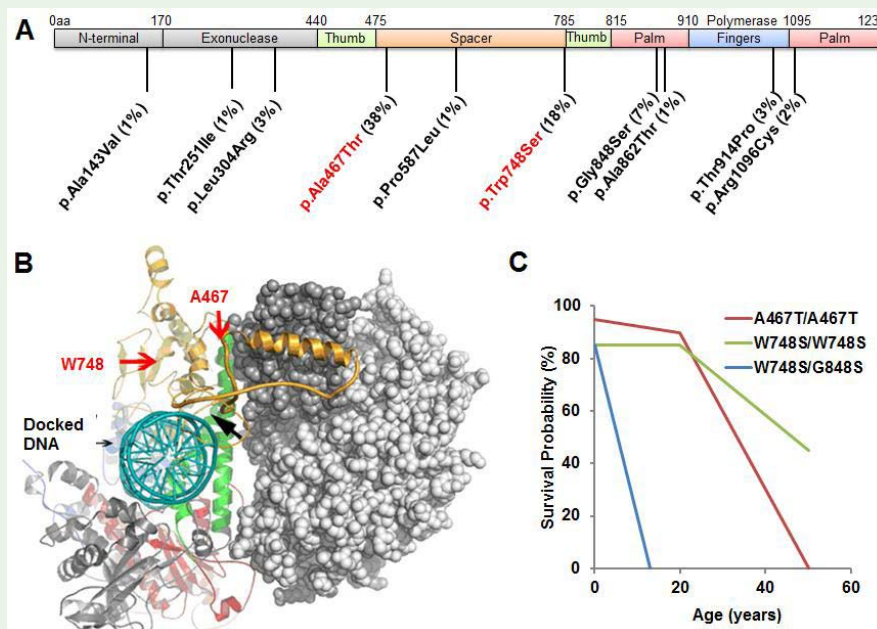 0aa 170 440 475 785 815 910 Polymerase 1095 123
A
N-terminal Exonuclease Thumb Spacer Thumb Palm Fingers Palm
p.Ala143Val (1%)
p.Thr251Ile (1%)
p.Leu304Arg (3%)
p.Ala467Thr (38%)
p.Pro587Leu (1%)
p.Trp748Ser (18%)
p.Gly848Ser (7%)
p.Ala862Thr (1%)
p.Thr914Pro (3%)
p.Arg1096Cys (2%)
B
A467
W748
Docked
DNA
C
100
80
60
40
20
0
Survival Probability (%)
A467T/A467T
W748S/W748S
W748S/G848S
0 20 40 60
Age (years)